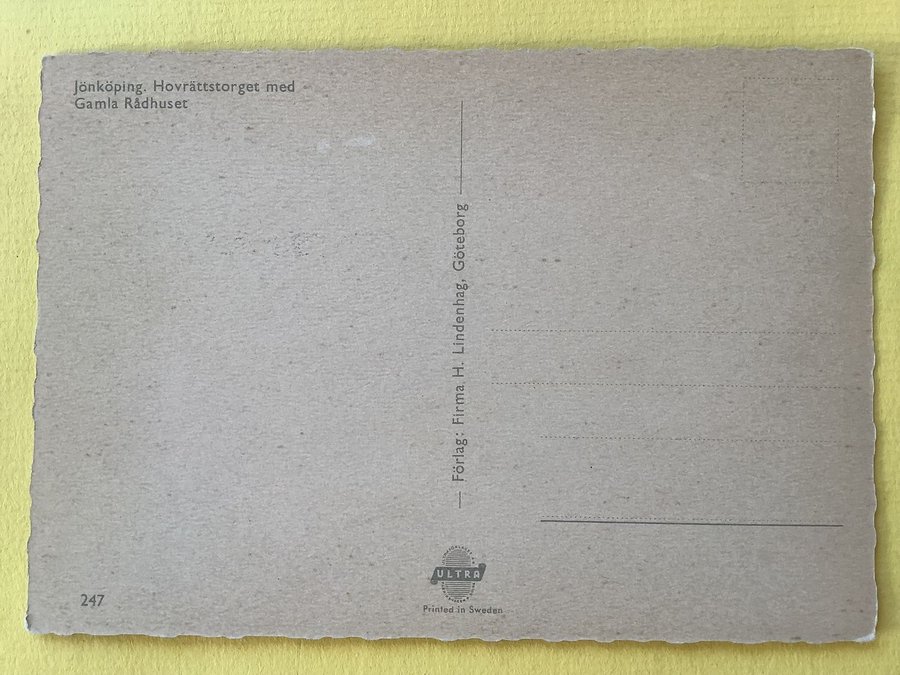 Jönköping. Hovrättstorget med
Gamla Rådhuset
Förlag: Firma H. Lindenhag, Göteborg
247
ULTRA
Printed in Sweden